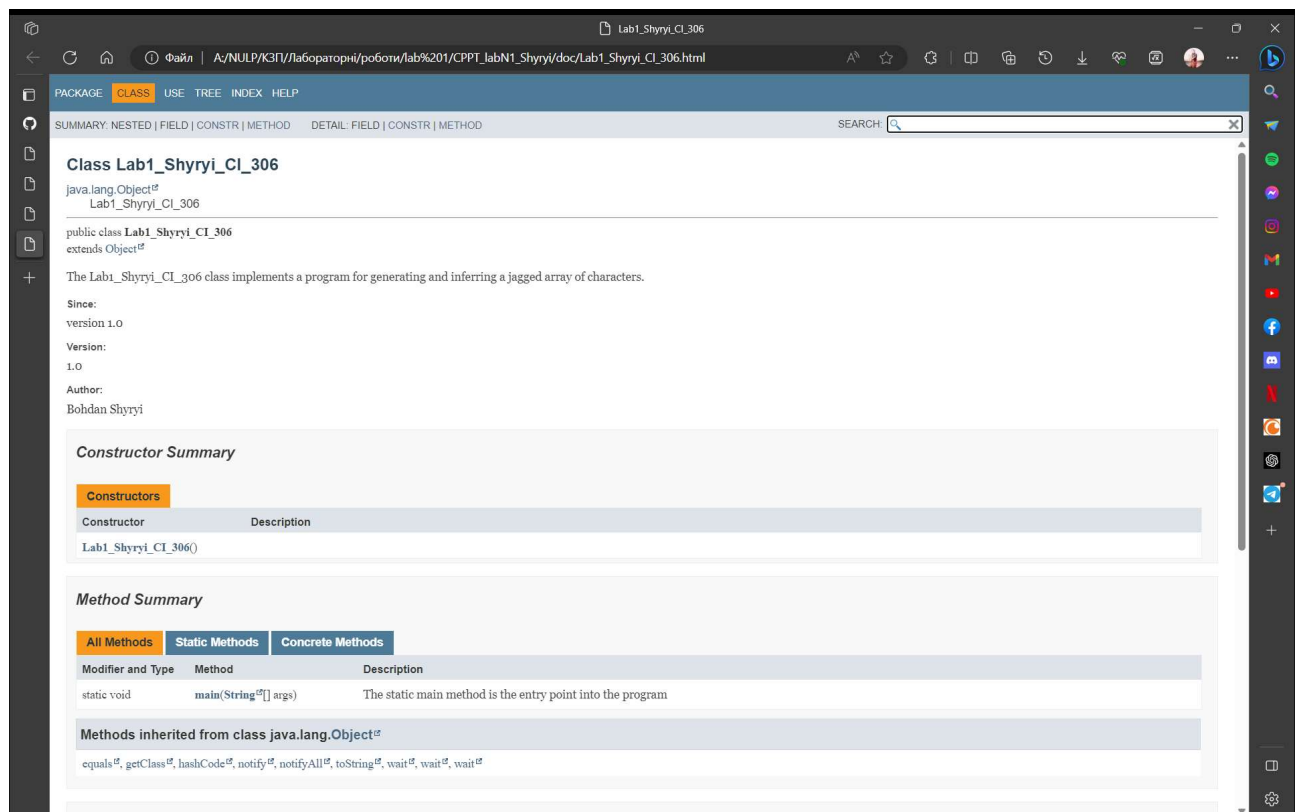 Lab1_Shyryi_CI_306
Файл | A:/NULP/КЗП/Лабораторні/роботи/lab%201/CPPT_labN1_Shyryi/doc/Lab1_Shyryi_CI_306.html
PACKAGE CLASS USE TREE INDEX HELP
SUMMARY: NESTED | FIELD | CONSTR | METHOD DETAIL: FIELD | CONSTR | METHOD SEARCH:
Class Lab1_Shyryi_CI_306
java.lang.Object
Lab1_Shyryi_CI_306
public class Lab1_Shyryi_CI_306
extends Object
The Lab1_Shyryi_CI_306 class implements a program for generating and inferring a jagged array of characters.
Since:
version 1.0
Version:
1.0
Author:
Bohdan Shyryi
Constructor Summary
Constructors
Constructor Description
Lab1_Shyryi_CI_306()
Method Summary
All Methods Static Methods Concrete Methods
Modifier and Type Method Description
static void main(String[] args) The static main method is the entry point into the program
Methods inherited from class java.lang.Object
equals, getClass, hashCode, notify, notifyAll, toString, wait, wait, wait